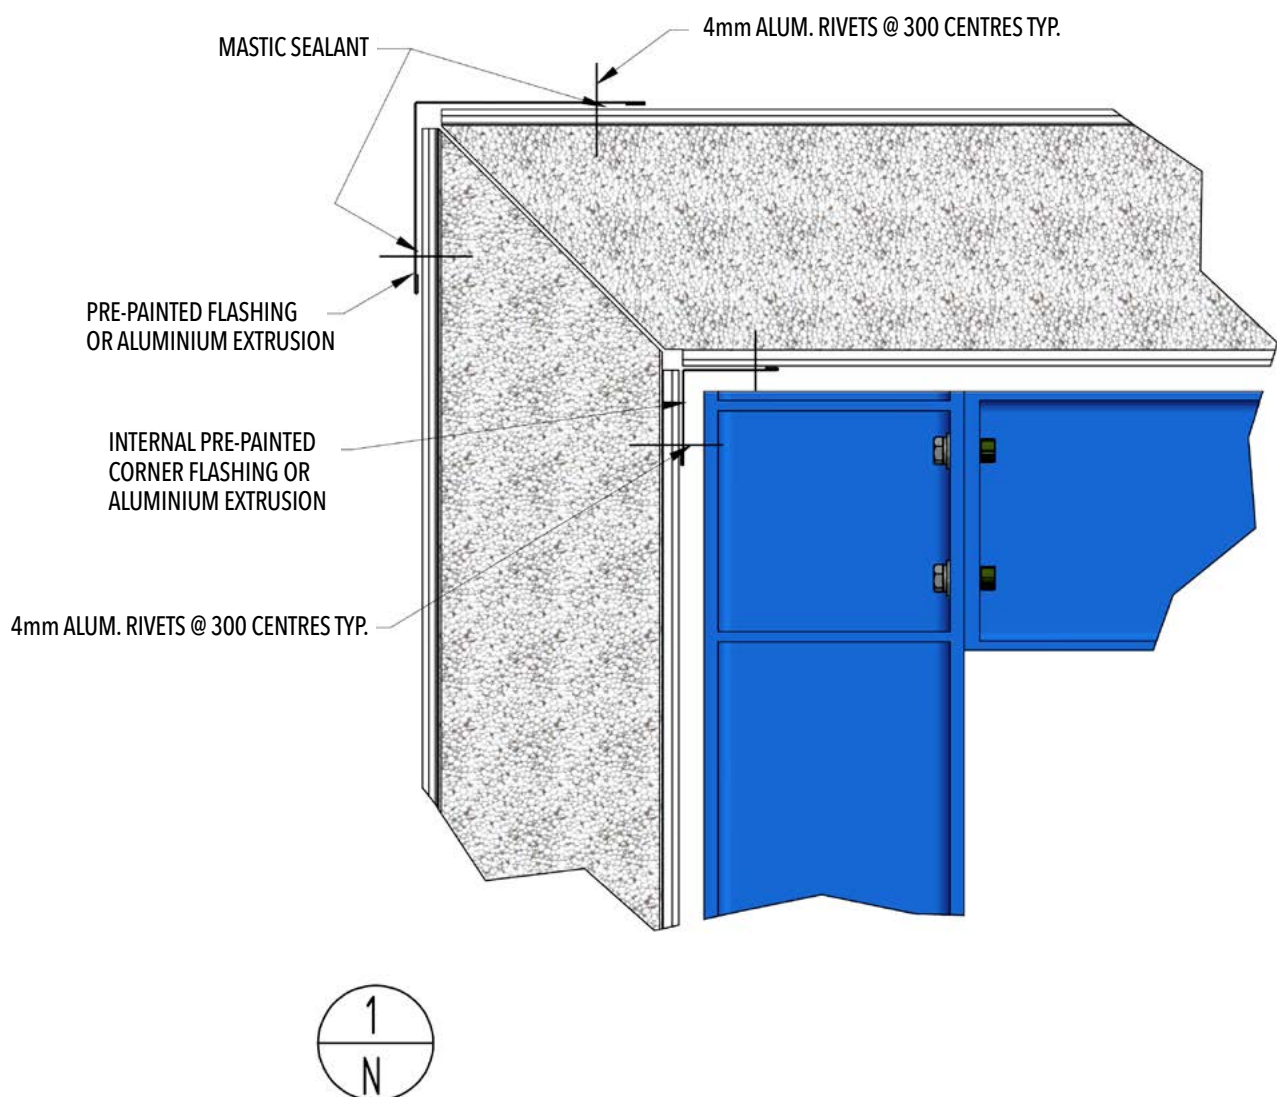 4mm ALUM. RIVETS @ 300 CENTRES TYP.
MASTIC SEALANT
PRE-PAINTED FLASHING
OR ALUMINIUM EXTRUSION
INTERNAL PRE-PAINTED
CORNER FLASHING OR
ALUMINIUM EXTRUSION
4mm ALUM. RIVETS @ 300 CENTRES TYP.
1
N